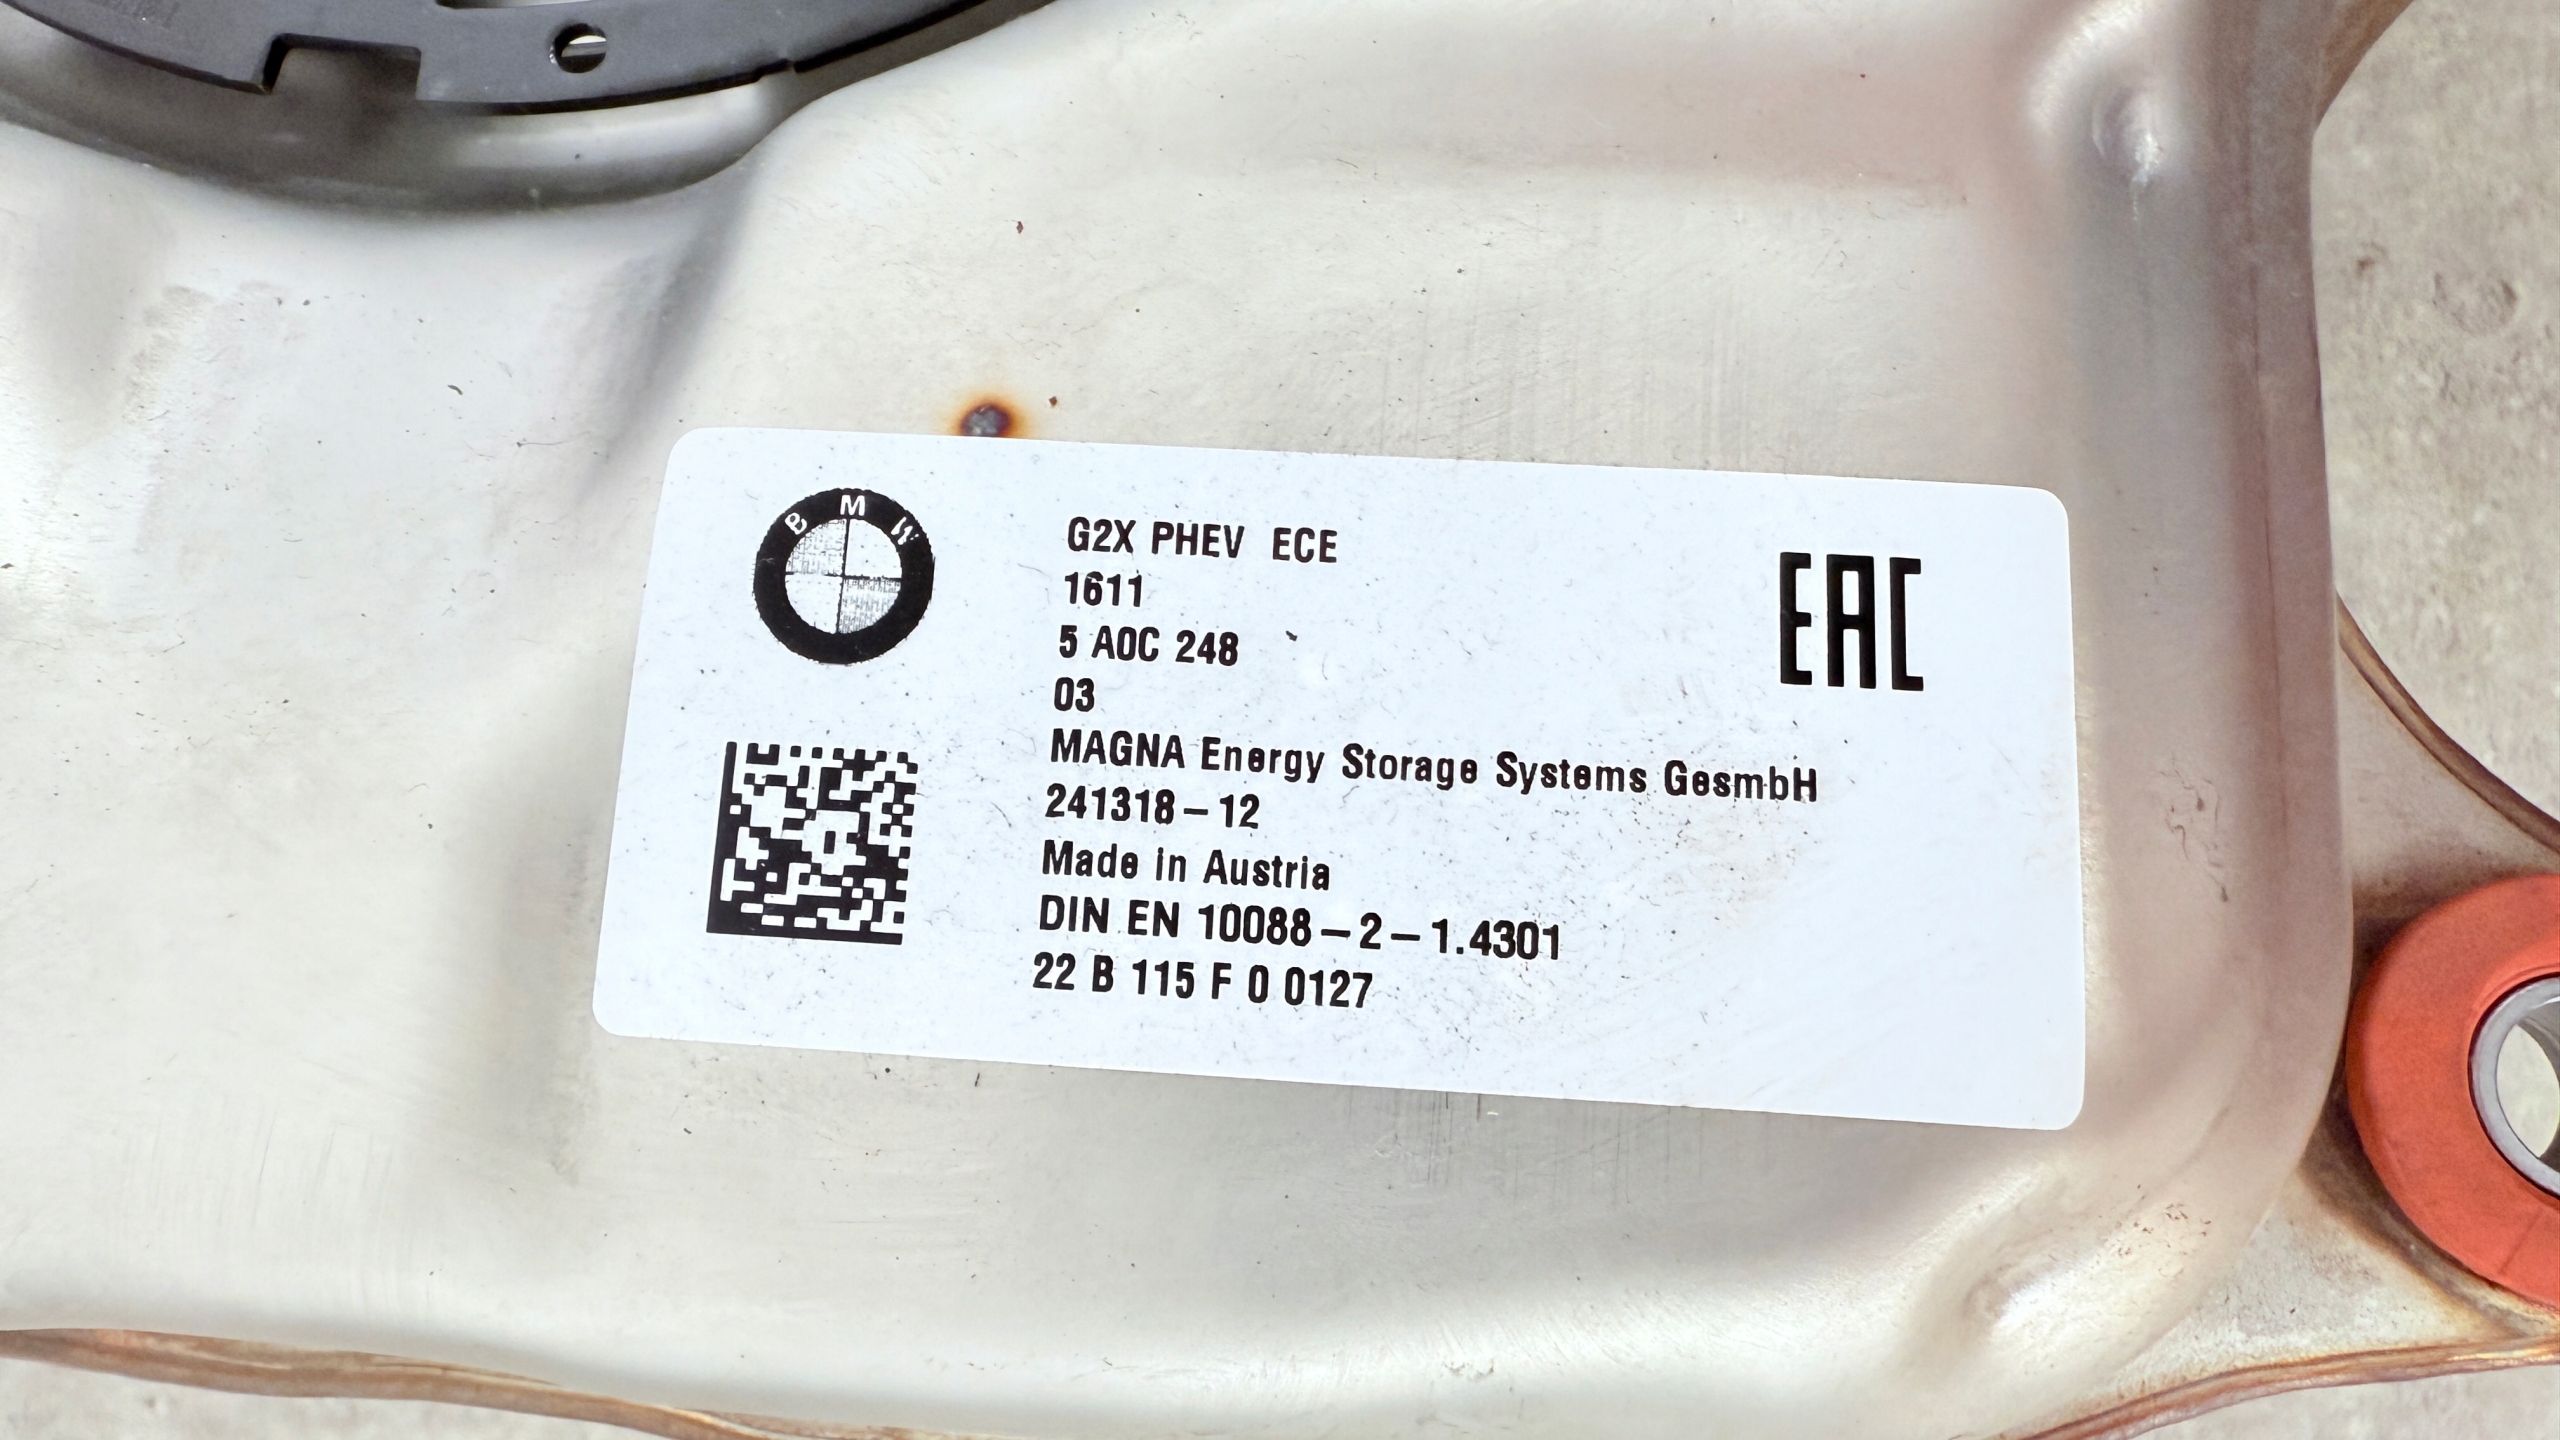 BMW
G2X PHEV ECE
EAC
1611
5 A0C 248
03
MAGNA Energy Storage Systems GesmbH
241318-12
Made in Austria
DIN EN 10088-2-1.4301
22 B 115 F 0 0127